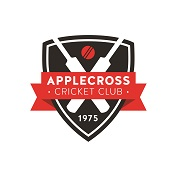 APPLECROSS
· CRICKET CLUB ·
1975